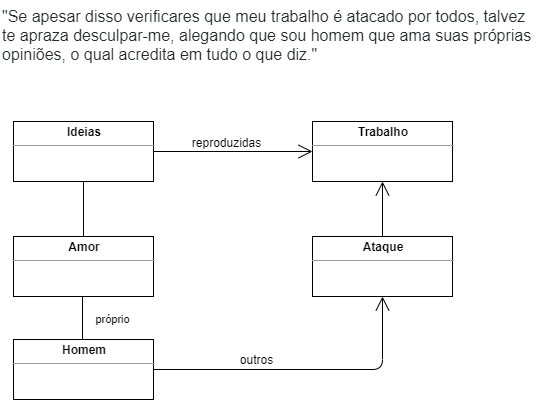 "Se apesar disso verificares que meu trabalho é atacado por todos, talvez
te apraza desculpar-me, alegando que sou homem que ama suas próprias
opiniões, o qual acredita em tudo o que diz."
Ideias
reproduzidas
Trabalho
Amor
Ataque
próprio
Homem
outros